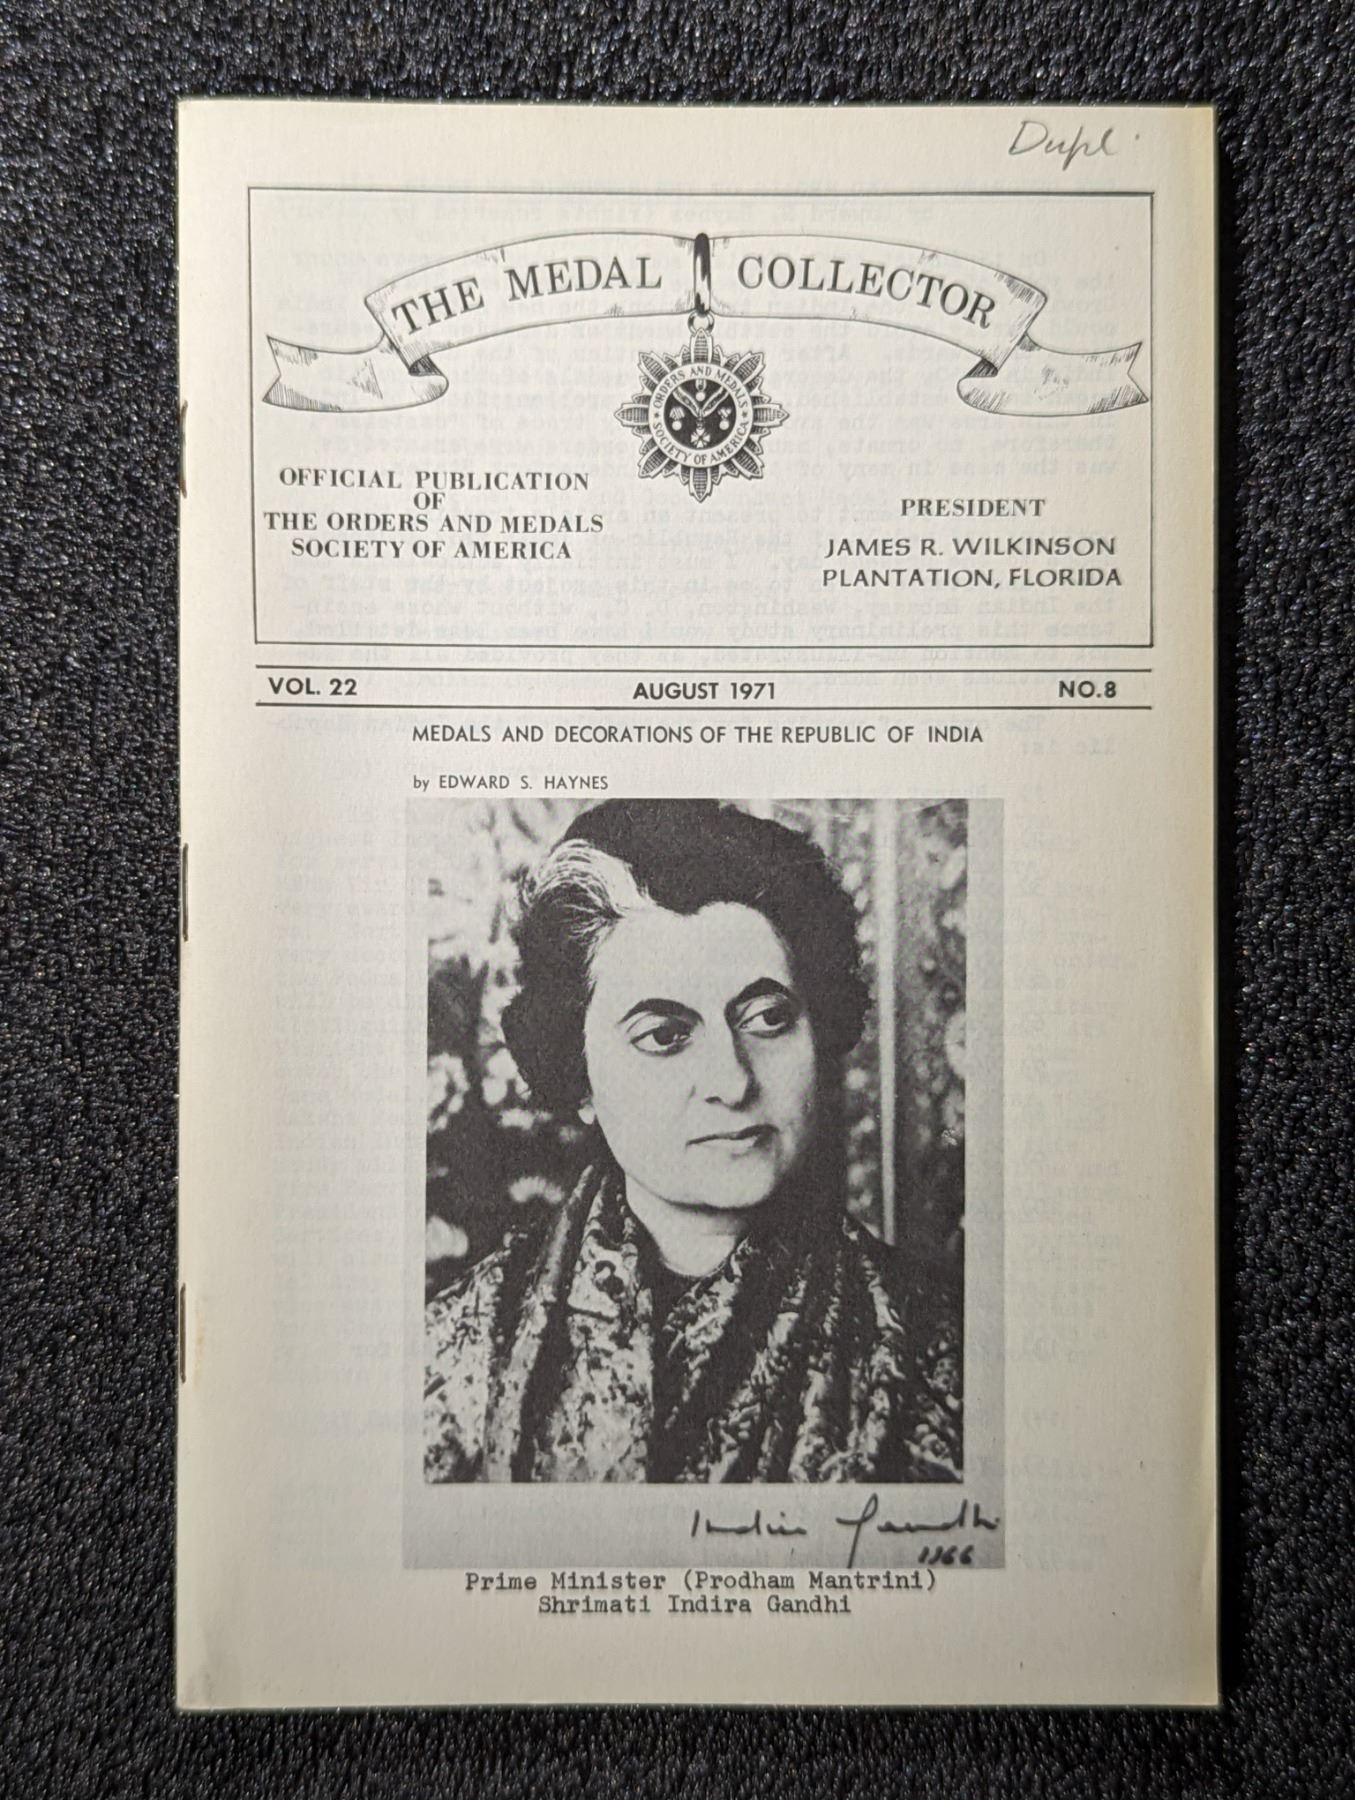 Dupl.
THE MEDAL COLLECTOR
ORDERS AND MEDALS
SOCIETY OF AMERICA
OFFICIAL PUBLICATION
OF
THE ORDERS AND MEDALS
SOCIETY OF AMERICA
PRESIDENT
JAMES R. WILKINSON
PLANTATION, FLORIDA
VOL. 22 AUGUST 1971 NO.8
MEDALS AND DECORATIONS OF THE REPUBLIC OF INDIA
by EDWARD S. HAYNES
Indira Gandhi
1966
Prime Minister (Prodham Mantrini)
Shrimati Indira Gandhi